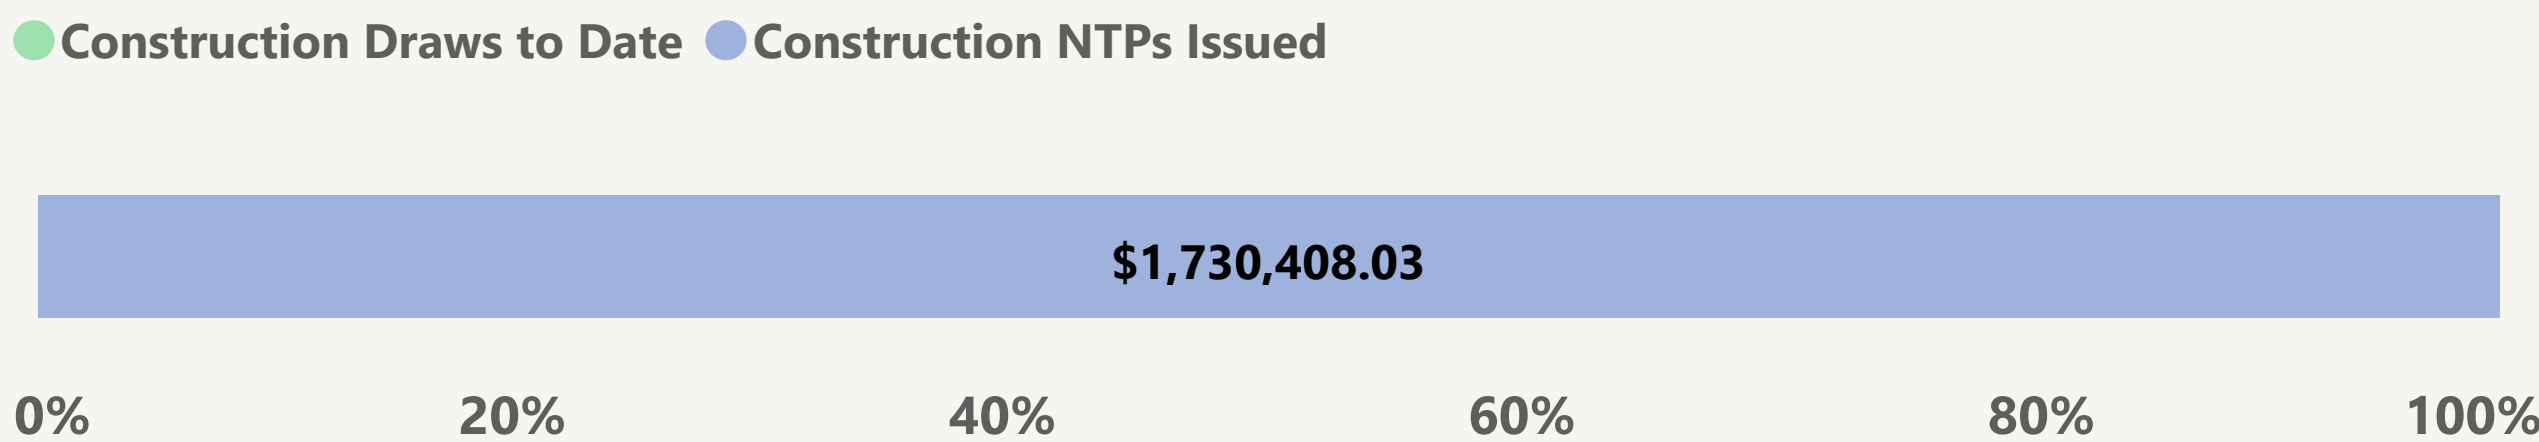 Construction Draws to Date Construction NTPs Issued
$1,730,408.03
0% 20% 40% 60% 80% 100%